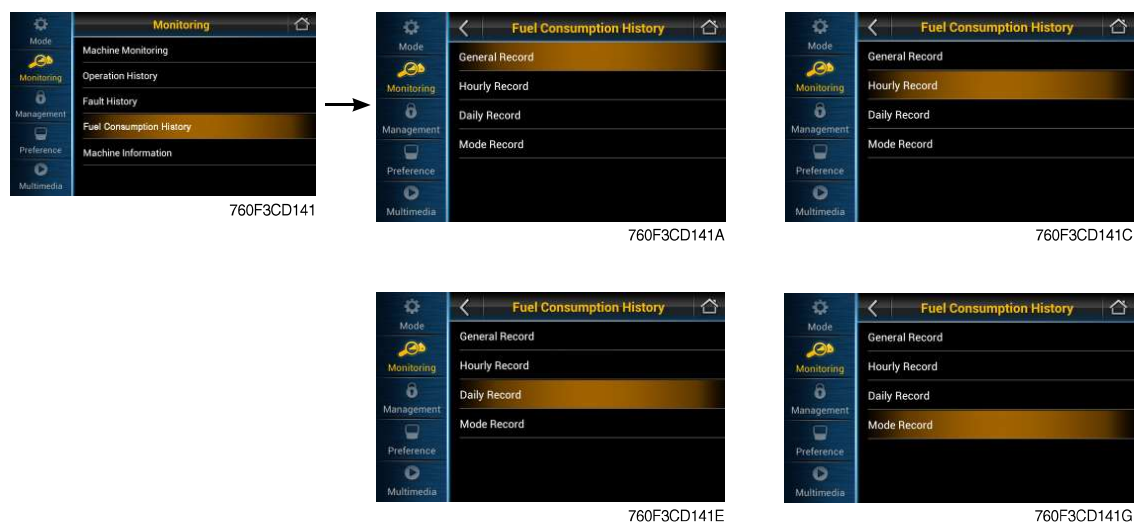 Mode
Monitoring
Management
Preference
Multimedia
Monitoring
Machine Monitoring
Operation History
Fault History
Fuel Consumption History
Machine Information
760F3CD141
Mode
Monitoring
Management
Preference
Multimedia
Fuel Consumption History
General Record
Hourly Record
Daily Record
Mode Record
760F3CD141A
Mode
Monitoring
Management
Preference
Multimedia
Fuel Consumption History
General Record
Hourly Record
Daily Record
Mode Record
760F3CD141C
Mode
Monitoring
Management
Preference
Multimedia
Fuel Consumption History
General Record
Hourly Record
Daily Record
Mode Record
760F3CD141E
Mode
Monitoring
Management
Preference
Multimedia
Fuel Consumption History
General Record
Hourly Record
Daily Record
Mode Record
760F3CD141G